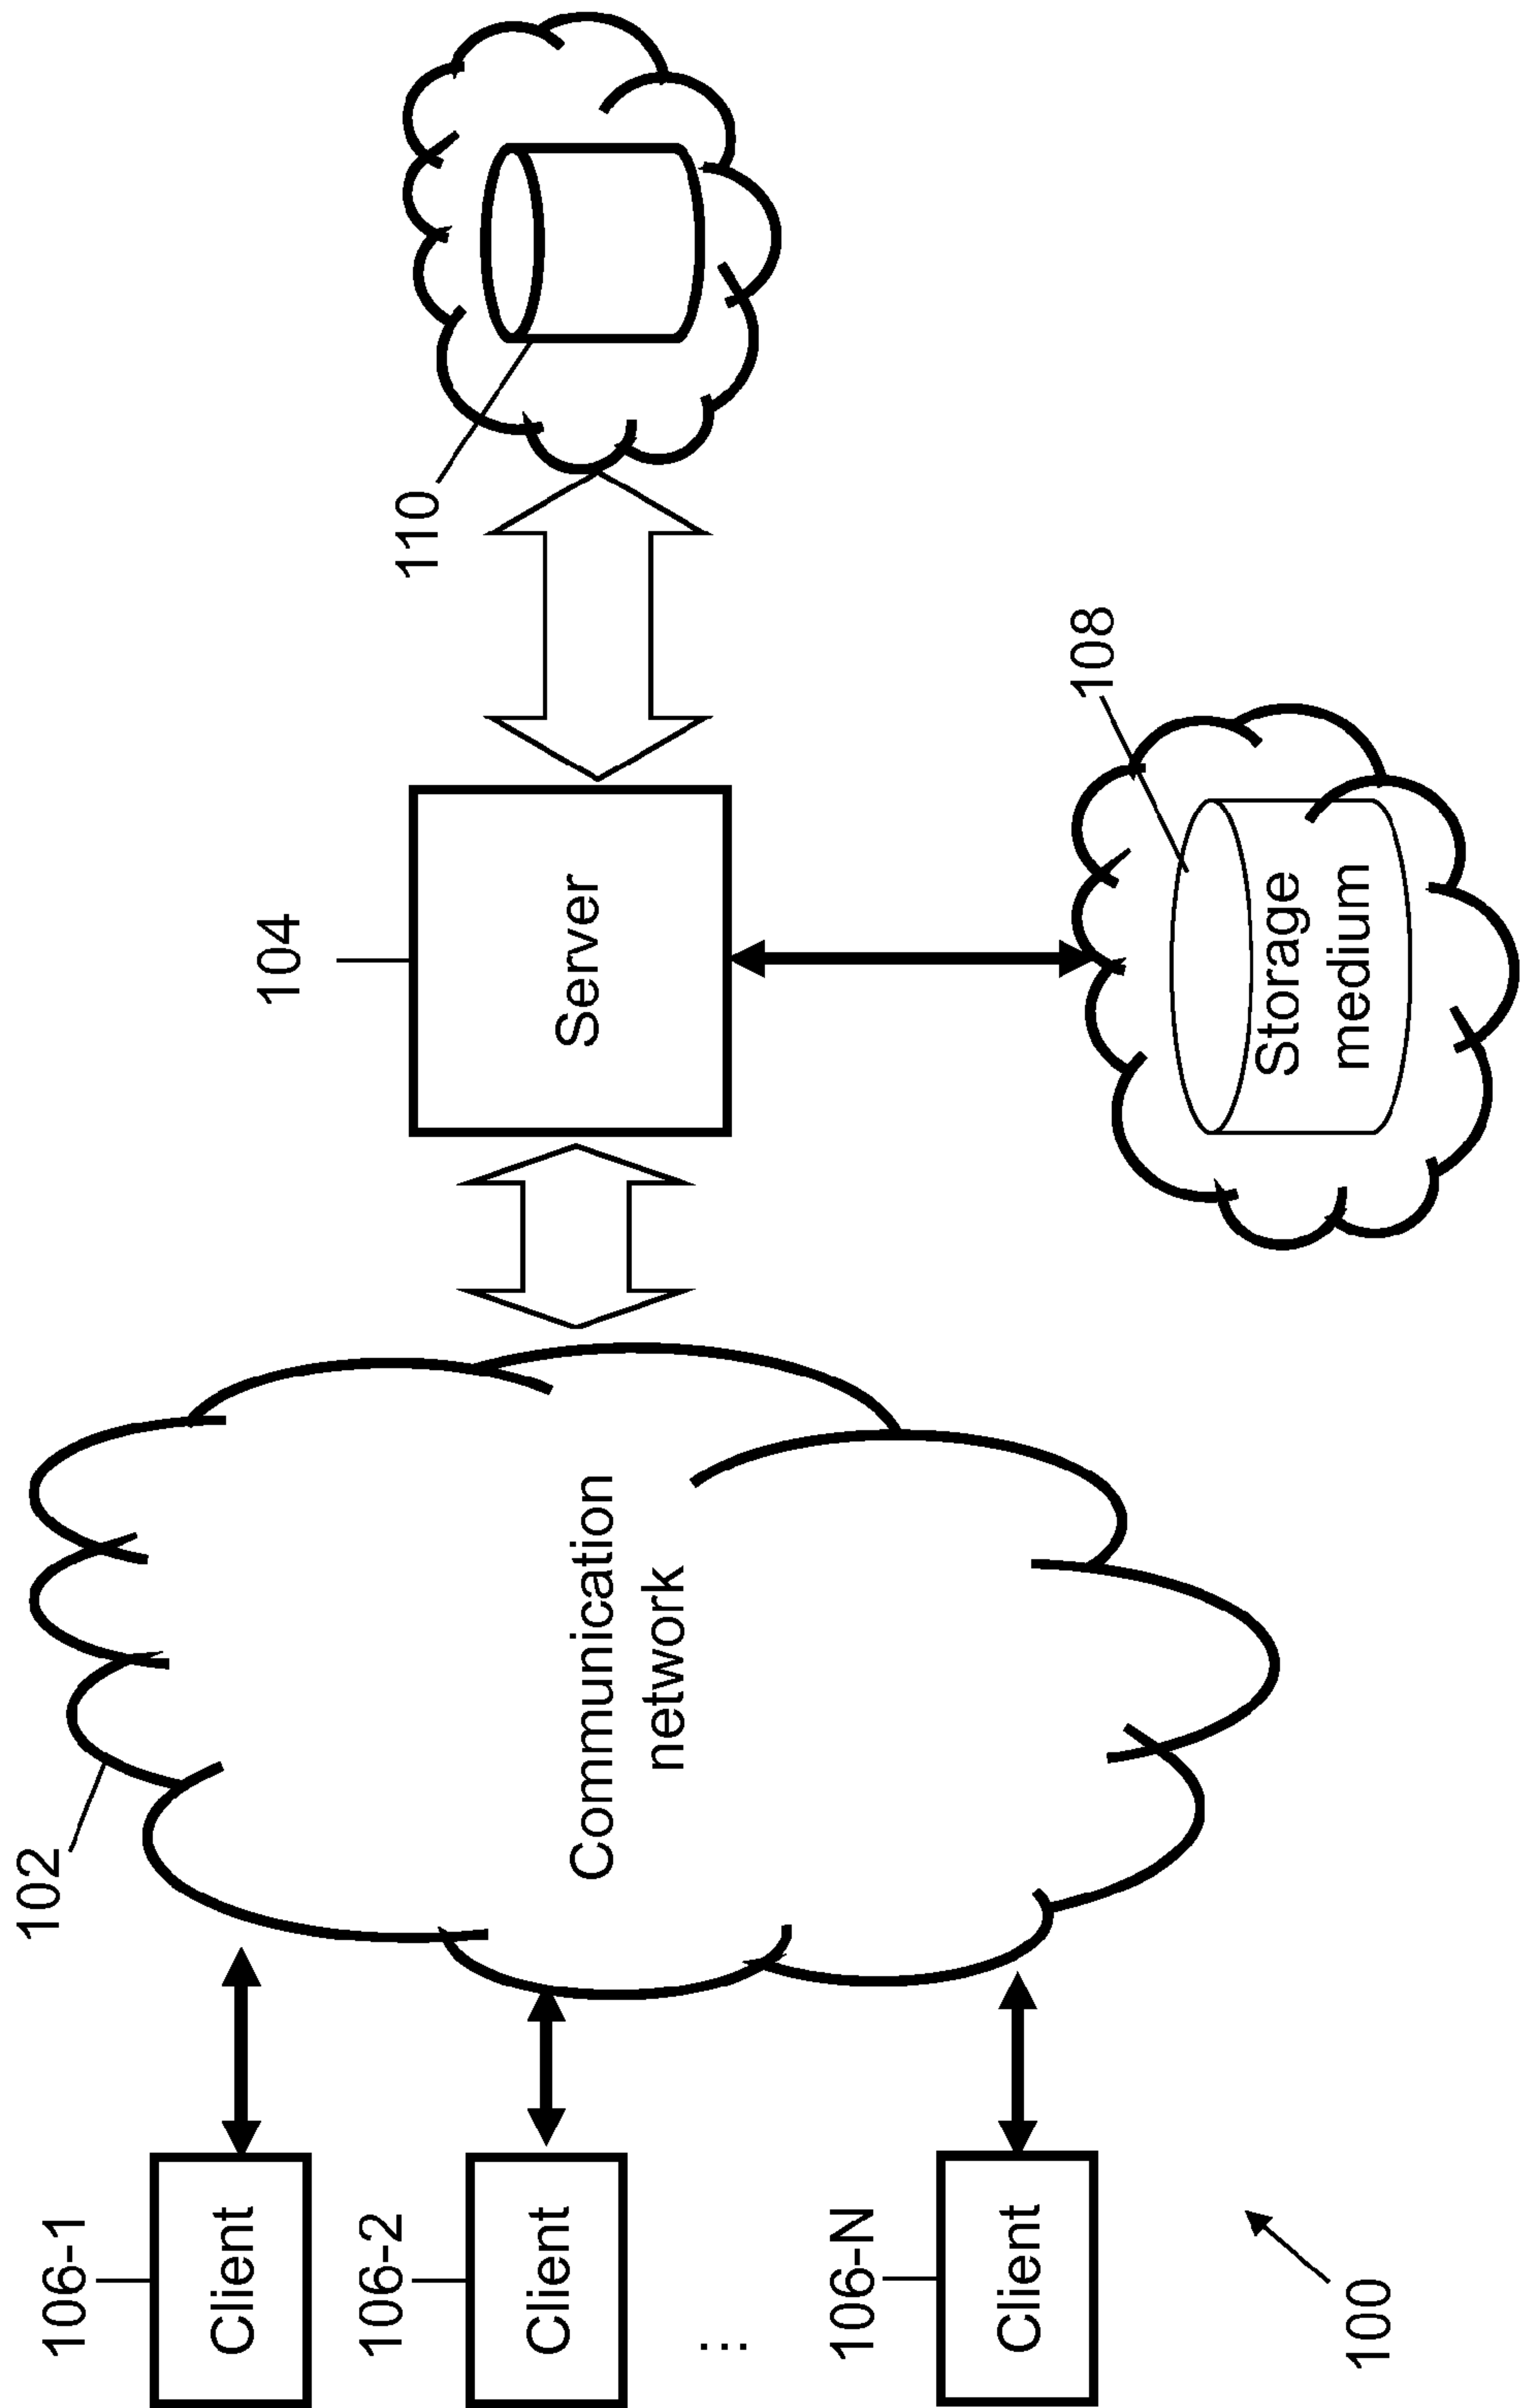 106-1
Client
106-2
Client
...
106-N
Client
100
102
Communication
network
104
Server
108
Storage
medium
110